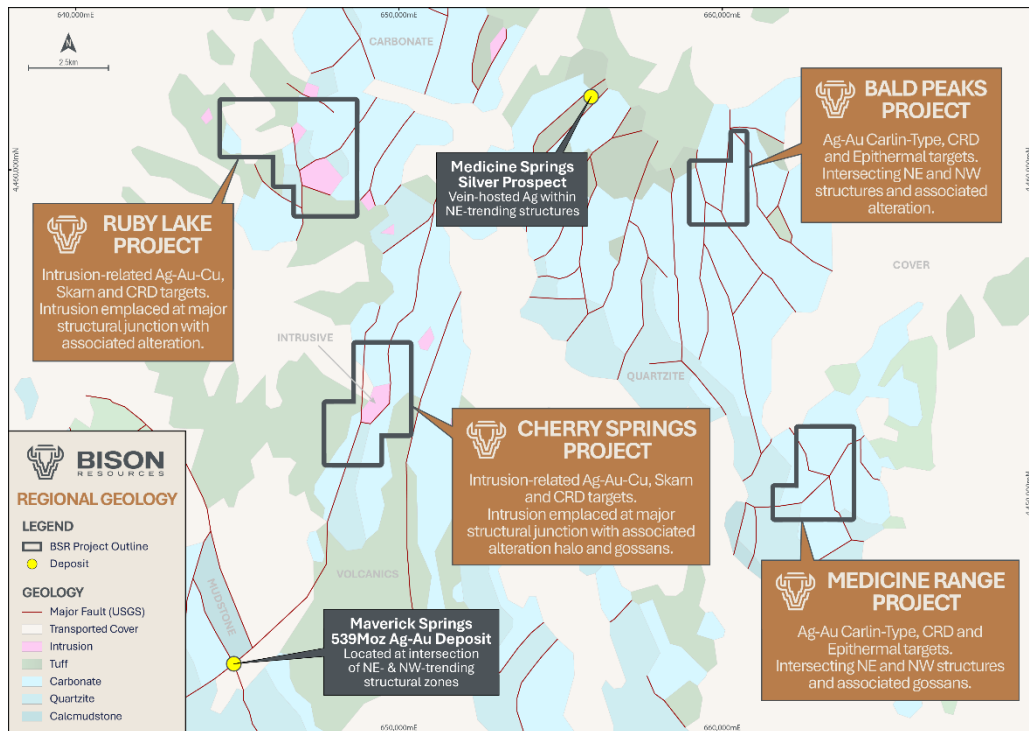 640,000mE
650,000mE
660,000mE
N
2.5km
CARBONATE
4,460,000mN
4,460,000mN
BALD PEAKS
PROJECT
Ag-Au Carlin-Type, CRD
and Epithermal targets.
Intersecting NE and NW
structures and associated
alteration.
Medicine Springs
Silver Prospect
Vein-hosted Ag within
NE-trending structures
RUBY LAKE
PROJECT
Intrusion-related Ag-Au-Cu,
Skarn and CRD targets.
Intrusion emplaced at major
structural junction with
associated alteration.
COVER
INTRUSIVE
QUARTZITE
CHERRY SPRINGS
PROJECT
Intrusion-related Ag-Au-Cu, Skarn
and CRD targets.
Intrusion emplaced at major
structural junction with associated
alteration halo and gossans.
4,450,000mN
BISON
RESOURCES
REGIONAL GEOLOGY
LEGEND
BSR Project Outline
Deposit
GEOLOGY
Major Fault (USGS)
Transported Cover
Intrusion
Tuff
Carbonate
Quartzite
Calcmudstone
MUDSTONE
VOLCANICS
Maverick Springs
539Moz Ag-Au Deposit
Located at intersection
of NE- & NW-trending
structural zones
MEDICINE RANGE
PROJECT
Ag-Au Carlin-Type, CRD and
Epithermal targets.
Intersecting NE and NW structures
and associated gossans.
650,000mE
660,000mE